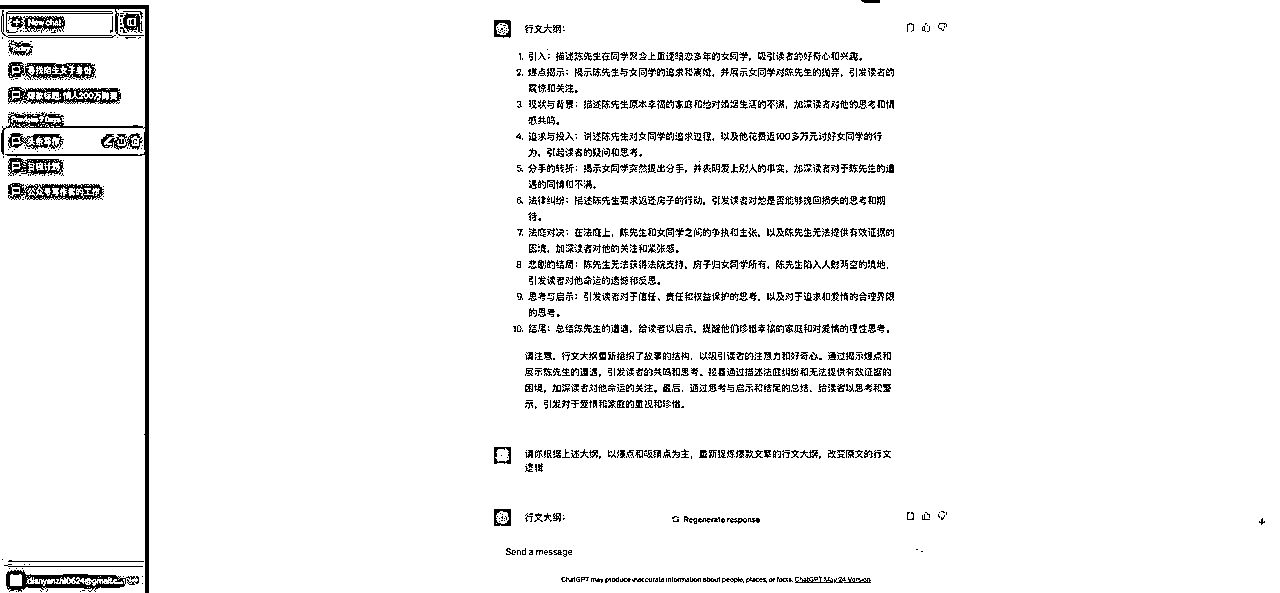 New chat
行文大纲:
1. 引入:描述陈先生在同学聚会上重逢暗恋多年的女同学,吸引读者的好奇心和兴趣。
2. 爆点揭示:揭示陈先生与女同学的追求和离婚,并展示女同学对陈先生的抛弃,引发读者的
震惊和关注。
3. 现状与背景:描述陈先生原本幸福的家庭和他对婚姻生活的不满,加深读者对他的思考和情
感共鸣。
4. 追求与投入:讲述陈先生对女同学的追求过程,以及他花费近100多万元讨好女同学的行
为,引起读者的疑问和思考。
5. 分手的转折:揭示女同学突然提出分手,并表明爱上别人的事实,加深读者对于陈先生的遭
遇的同情和不满。
6. 法律纠纷:描述陈先生要求返还房子的行动,引发读者对她是否能够挽回损失的思考和期
待。
7. 法庭对决:在法庭上,陈先生和女同学之间的争执和主张,以及陈先生无法提供有效证据的
困境,加深读者对他的关注和紧张感。
8. 悲剧的结局:陈先生无法获得法院支持,房子归女同学所有,陈先生陷入人财两空的境地,
引发读者对他命运的遗憾和反思。
9. 思考与启示:引发读者对于信任、责任和权益保护的思考,以及对于追求和爱情的合理界限
的思考。
10. 结尾:总结陈先生的遭遇,给读者以启示,提醒他们珍惜幸福的家庭和对爱情的理性思考。
请注意,行文大纲重新组织了故事的结构,以吸引读者的注意力和好奇心。通过揭示爆点和
展示陈先生的遭遇,引发读者的共鸣和思考。接着通过描述法庭纠纷和无法提供有效证据的
困境,加深读者对他命运的关注。最后,通过思考与启示和结尾的总结,给读者以思考和警
示,引发对于爱情和家庭的重视和珍惜。
请你根据上述大纲,以爆点和吸睛点为主,重新提炼爆款文案的行文大纲,改变原文的行文
逻辑
行文大纲:
Regenerate response
Send a message
ChatGPT may produce inaccurate information about people, places, or facts. ChatGPT May 24 Version